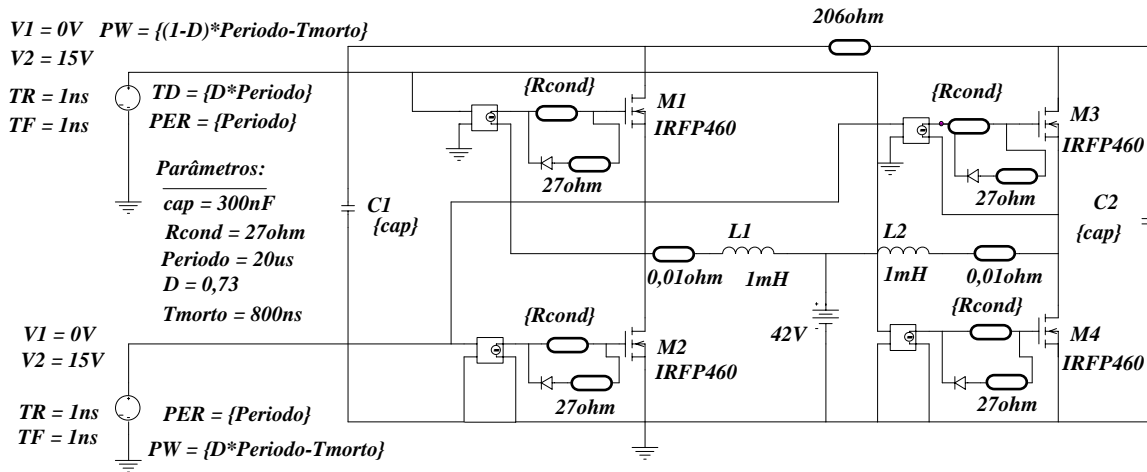 206ohm
V1 = 0V PW = {(1-D)*Periodo-Tmorto}
V2 = 15V
TR = 1ns TD = {D*Periodo}
TF = 1ns PER = {Periodo}
{Rcond}
M1
IRFP460
27ohm
{Rcond}
M3
IRFP460
27ohm
Parâmetros:
cap = 300nF
Rcond = 27ohm
Periodo = 20us
D = 0,73
Tmorto = 800ns
C1
{cap}
C2
{cap}
L1
1mH
0,01ohm
L2
1mH
0,01ohm
42V
V1 = 0V
V2 = 15V
TR = 1ns PER = {Periodo}
TF = 1ns PW = {D*Periodo-Tmorto}
{Rcond}
M2
IRFP460
27ohm
{Rcond}
M4
IRFP460
27ohm